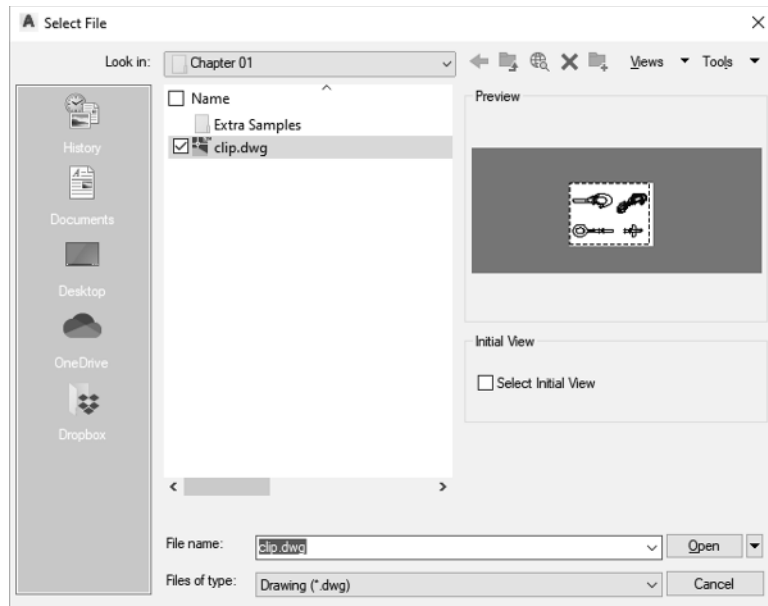 A Select File
Look in: Chapter 01 Views Tools
Name
Extra Samples
clip.dwg
History
Documents
Desktop
OneDrive
Dropbox
Preview
Initial View
Select Initial View
File name: clip.dwg Open
Files of type: Drawing (*.dwg) Cancel